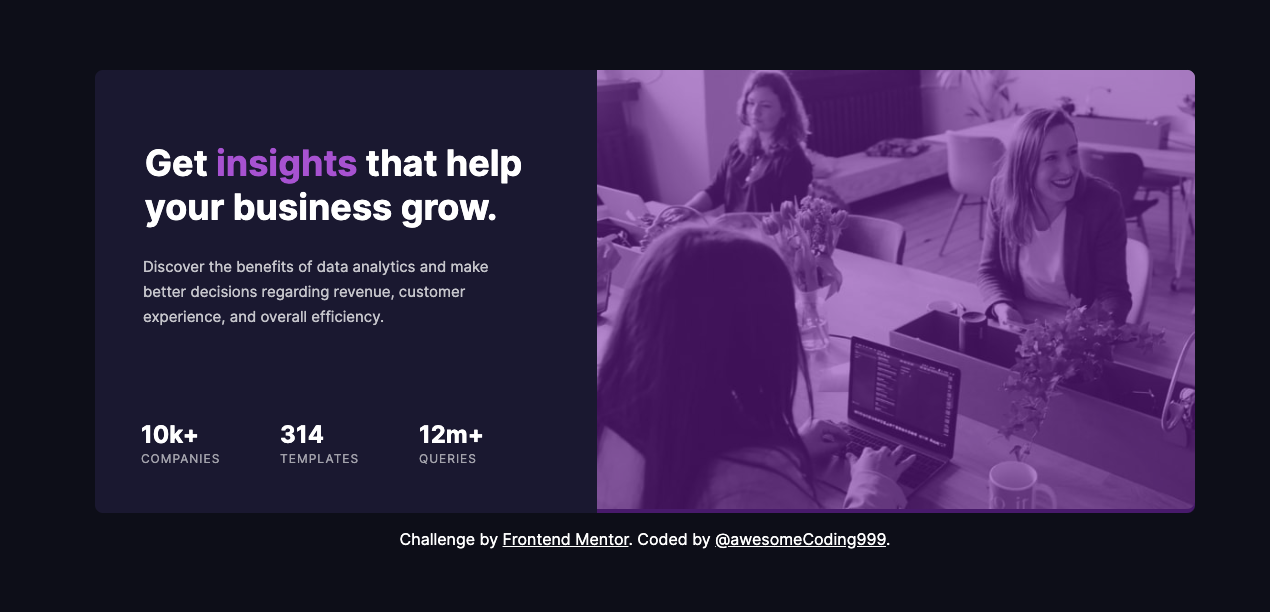 Get insights that help
your business grow.
Discover the benefits of data analytics and make
better decisions regarding revenue, customer
experience, and overall efficiency.
10k+
COMPANIES
314
TEMPLATES
12m+
QUERIES
Challenge by Frontend Mentor. Coded by @awesomeCoding999.